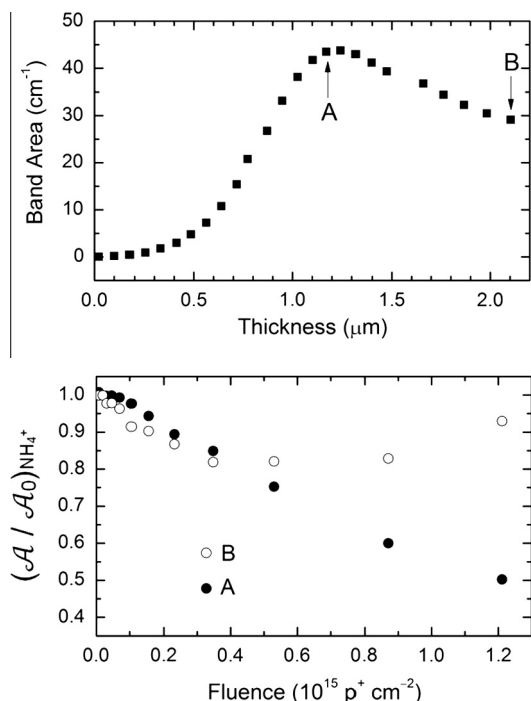 50
40
30
20
10
0
Band Area (cm⁻¹)
A
B
0.0 0.5 1.0 1.5 2.0
Thickness (μm)
1.0
0.9
0.8
0.7
0.6
0.5
0.4
(𝒜 / 𝒜₀)NH₄⁺
B
A
0.0 0.2 0.4 0.6 0.8 1.0 1.2
Fluence (10¹⁵ p⁺ cm⁻²)